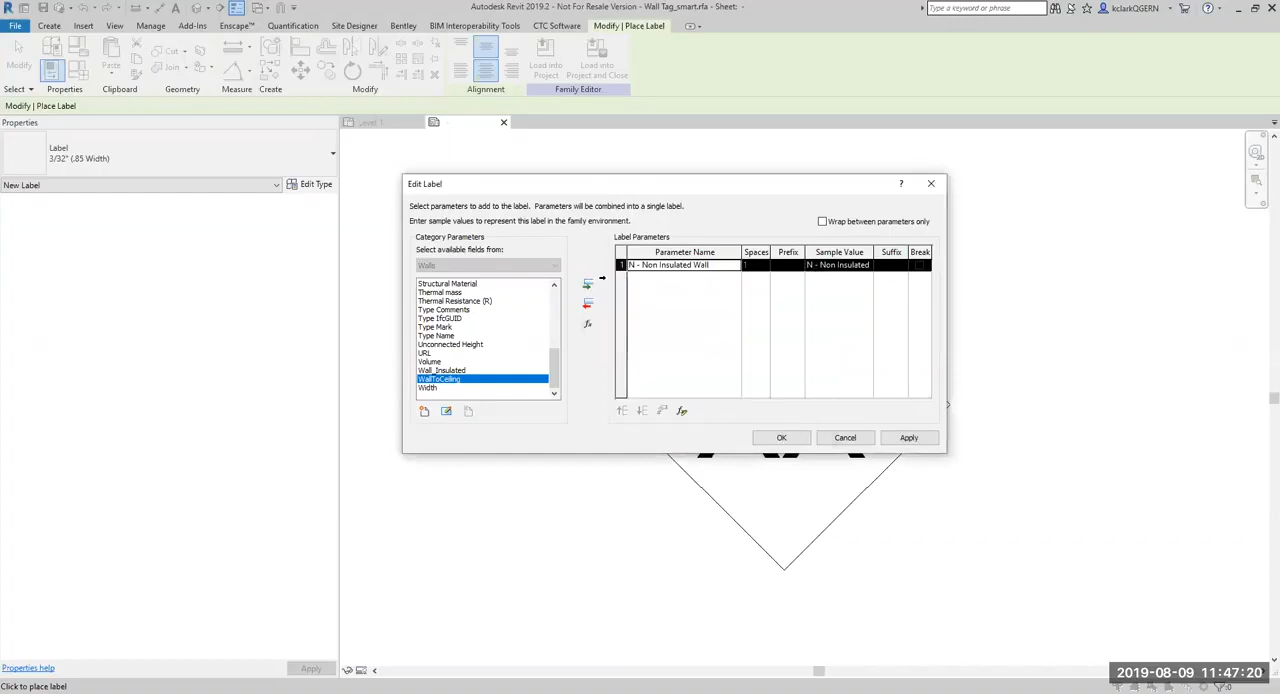 Autodesk Revit 2019.2 - Not For Resale Version - Wall Tag_smart.rfa - Sheet: -
Type a keyword or phrase
kclarkQGERN
File Create Insert View Manage Add-Ins Enscape™ Quantification Site Designer Bentley BIM Interoperability Tools CTC Software Modify | Place Label
Modify Paste Cut Join Load into Project Load into Project and Close
Select Properties Clipboard Geometry Measure Create Modify Alignment Family Editor
Modify | Place Label
Properties
Level 1
Label
3/32" (.85 Width)
New Label
Edit Type
Edit Label
?
Select parameters to add to the label. Parameters will be combined into a single label.
Enter sample values to represent this label in the family environment.
Wrap between parameters only
Category Parameters
Label Parameters
Select available fields from:
Walls
Parameter Name Spaces Prefix Sample Value Suffix Break
1 N - Non Insulated Wall 1 N - Non Insulated
Structural Material
Thermal mass
Thermal Resistance (R)
Type Comments
Type IfcGUID
Type Mark
Type Name
Unconnected Height
URL
Volume
Wall_Insulated
WallToCeiling
Width
OK Cancel Apply
Properties help
Apply
2019-08-09 11:47:20
Click to place label
:0